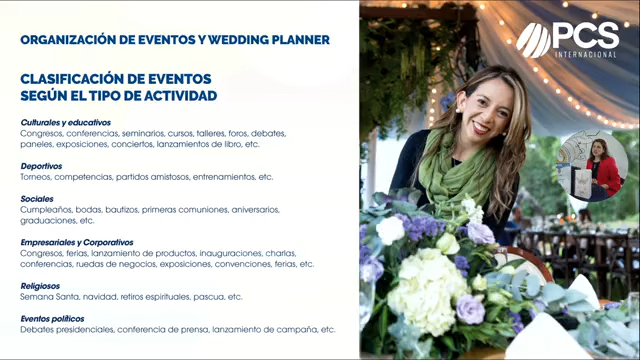 ORGANIZACIÓN DE EVENTOS Y WEDDING PLANNER
CLASIFICACIÓN DE EVENTOS
SEGÚN EL TIPO DE ACTIVIDAD
Culturales y educativos
Congresos, conferencias, seminarios, cursos, talleres, foros, debates,
paneles, exposiciones, conciertos, lanzamientos de libro, etc.
Deportivos
Torneos, competencias, partidos amistosos, entrenamientos, etc.
Sociales
Cumpleaños, bodas, bautizos, primeras comuniones, aniversarios,
graduaciones, etc.
Empresariales y Corporativos
Congresos, ferias, lanzamiento de productos, inauguraciones, charlas,
conferencias, ruedas de negocios, exposiciones, convenciones, ferias, etc.
Religiosos
Semana Santa, navidad, retiros espirituales, pascua, etc.
Eventos políticos
Debates presidenciales, conferencia de prensa, lanzamiento de campaña, etc.
PCS
INTERNACIONAL